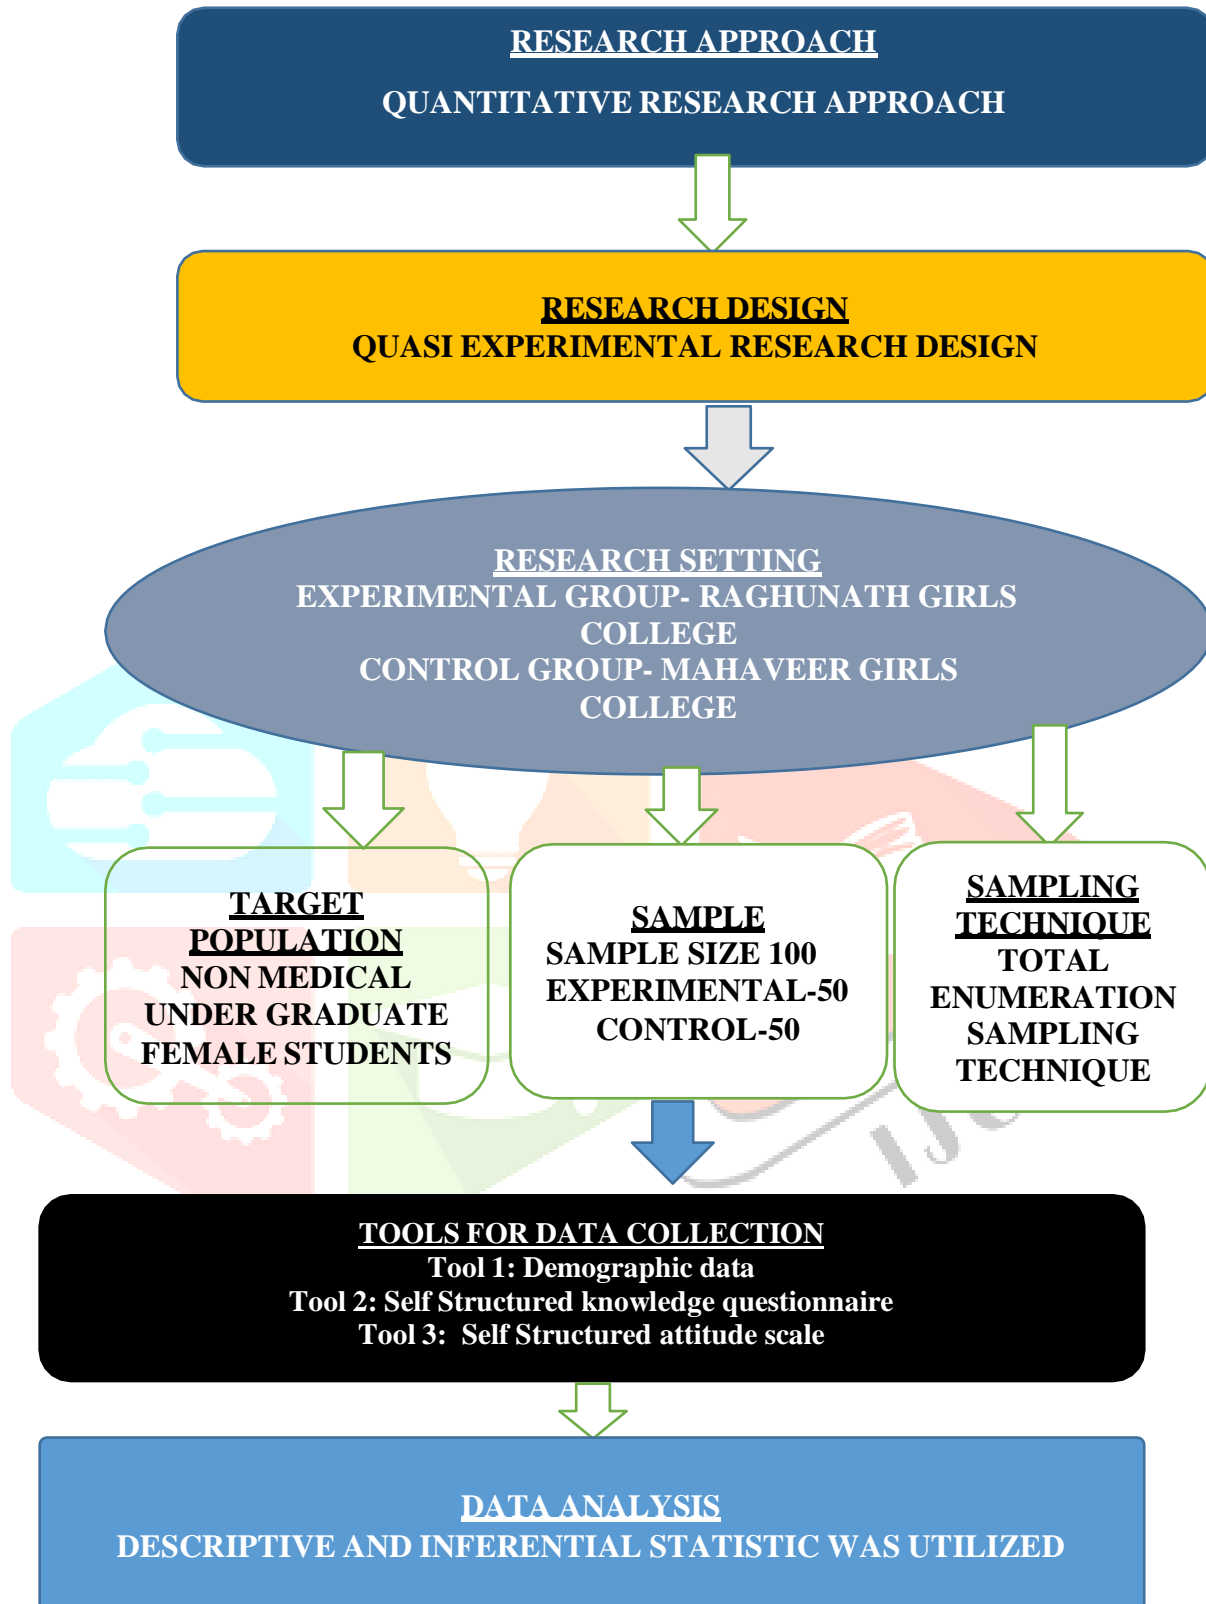 RESEARCH APPROACH
QUANTITATIVE RESEARCH APPROACH
RESEARCH DESIGN
QUASI EXPERIMENTAL RESEARCH DESIGN
RESEARCH SETTING
EXPERIMENTAL GROUP- RAGHUNATH GIRLS
COLLEGE
CONTROL GROUP- MAHAVEER GIRLS
COLLEGE
TARGET
POPULATION
NON MEDICAL
UNDER GRADUATE
FEMALE STUDENTS
SAMPLE
SAMPLE SIZE 100
EXPERIMENTAL-50
CONTROL-50
SAMPLING
TECHNIQUE
TOTAL
ENUMERATION
SAMPLING
TECHNIQUE
TOOLS FOR DATA COLLECTION
Tool 1: Demographic data
Tool 2: Self Structured knowledge questionnaire
Tool 3: Self Structured attitude scale
DATA ANALYSIS
DESCRIPTIVE AND INFERENTIAL STATISTIC WAS UTILIZED